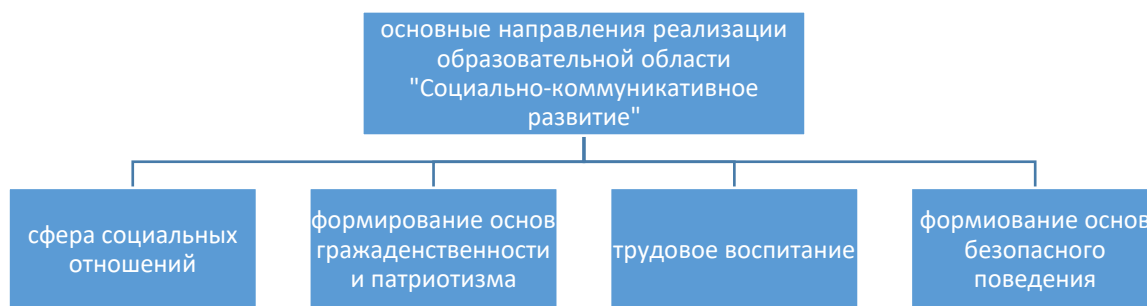 основные направления реализации
образовательной области
"Социально-коммуникативное
развитие"
сфера социальных
отношений
формирование основ
гражаденственности
и патриотизма
трудовое воспитание
формиование основ
безопасного
поведения